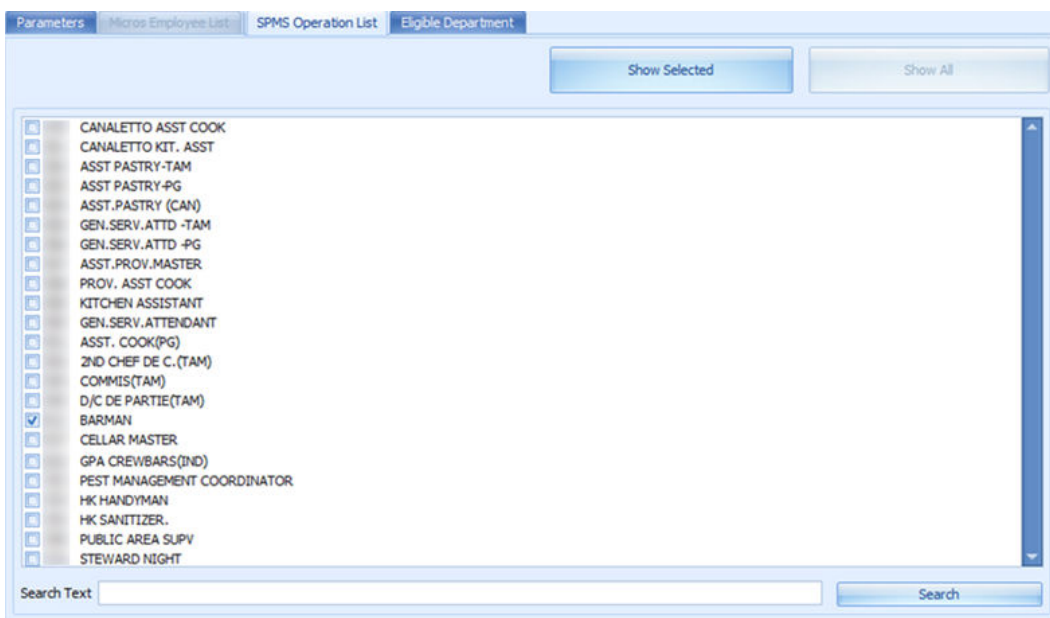 Parameters Micros Employee List SPMS Operation List Eligible Department
Show Selected Show All
CANALETTO ASST COOK
CANALETTO KIT. ASST
ASST PASTRY-TAM
ASST PASTRY-PG
ASST.PASTRY (CAN)
GEN.SERV.ATTD -TAM
GEN.SERV.ATTD -PG
ASST.PROV.MASTER
PROV. ASST COOK
KITCHEN ASSISTANT
GEN.SERV.ATTENDANT
ASST. COOK(PG)
2ND CHEF DE C.(TAM)
COMMIS(TAM)
D/C DE PARTIE(TAM)
BARMAN
CELLAR MASTER
GPA CREWBARS(IND)
PEST MANAGEMENT COORDINATOR
HK HANDYMAN
HK SANITIZER.
PUBLIC AREA SUPV
STEWARD NIGHT
Search Text Search